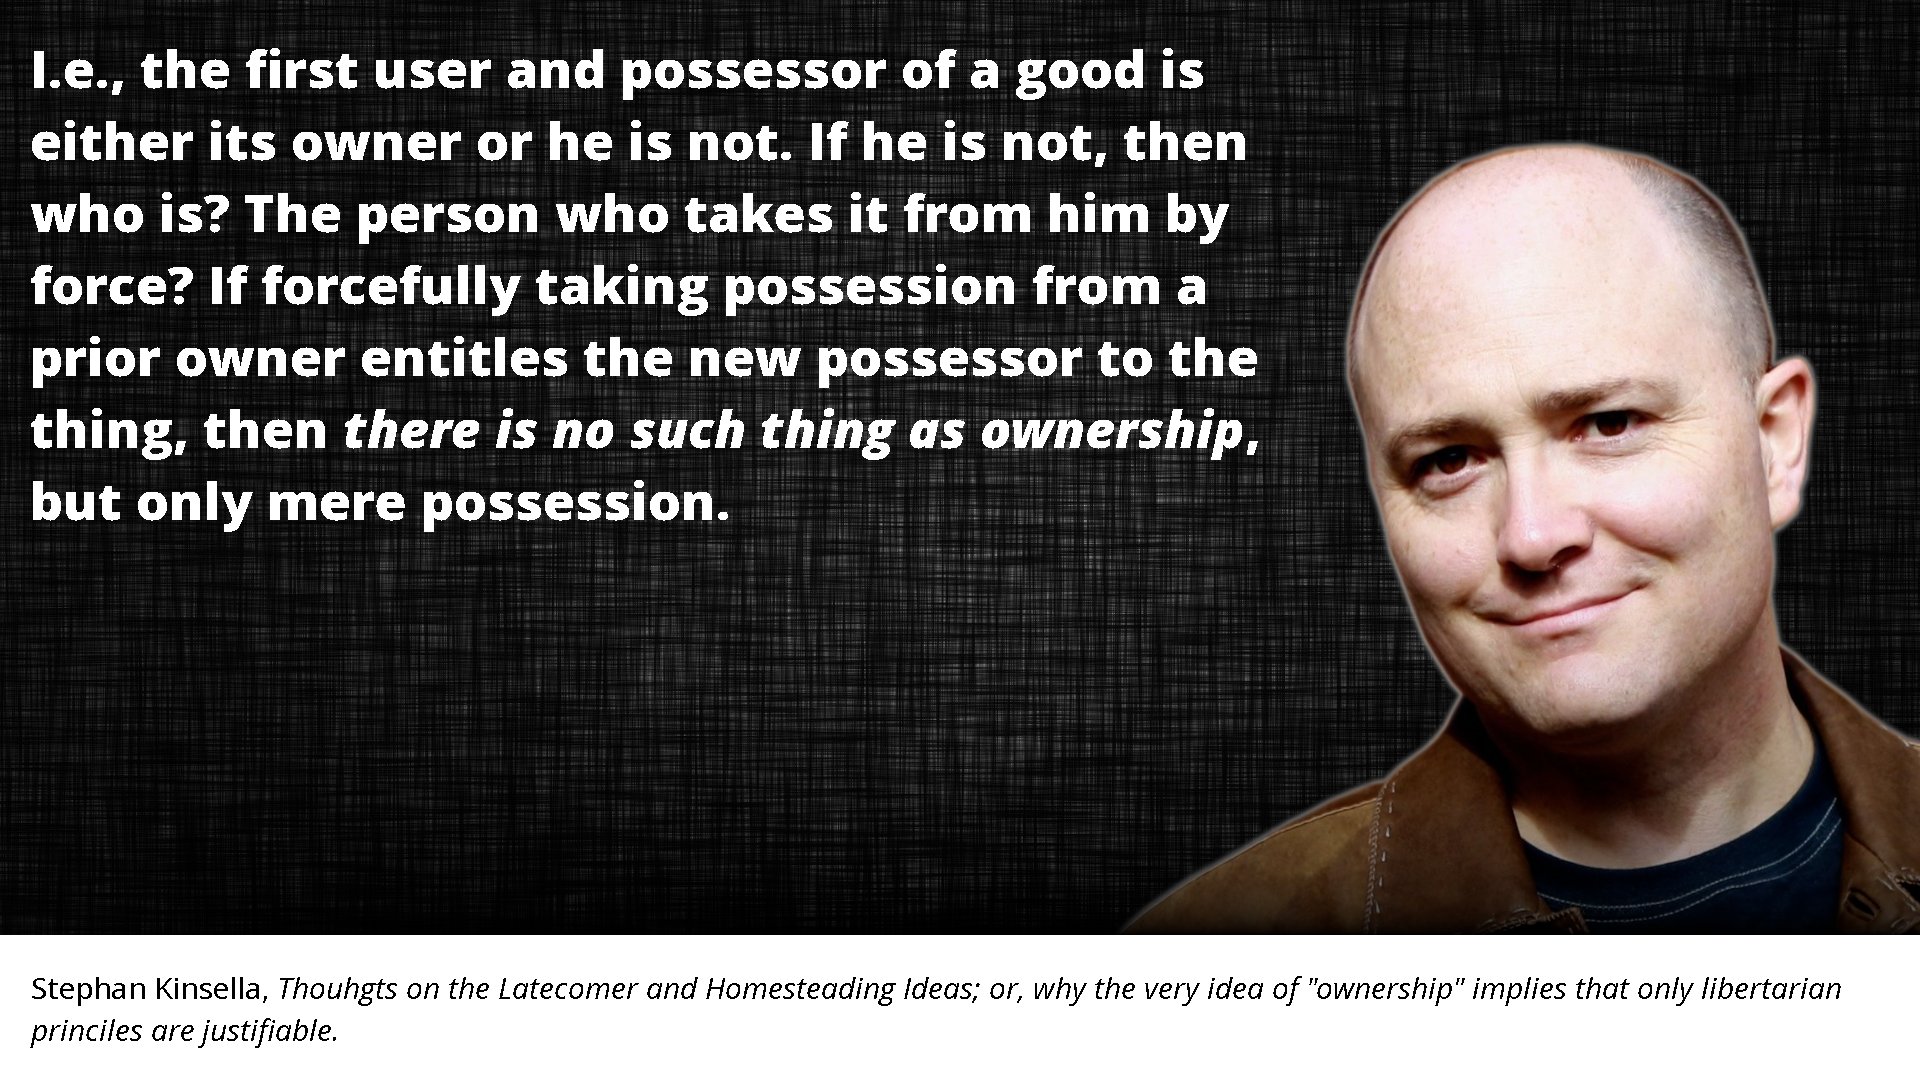 I.e., the first user and possessor of a good is
either its owner or he is not. If he is not, then
who is? The person who takes it from him by
force? If forcefully taking possession from a
prior owner entitles the new possessor to the
thing, then there is no such thing as ownership,
but only mere possession.
Stephan Kinsella, Thouhgts on the Latecomer and Homesteading Ideas; or, why the very idea of "ownership" implies that only libertarian
princiles are justifiable.